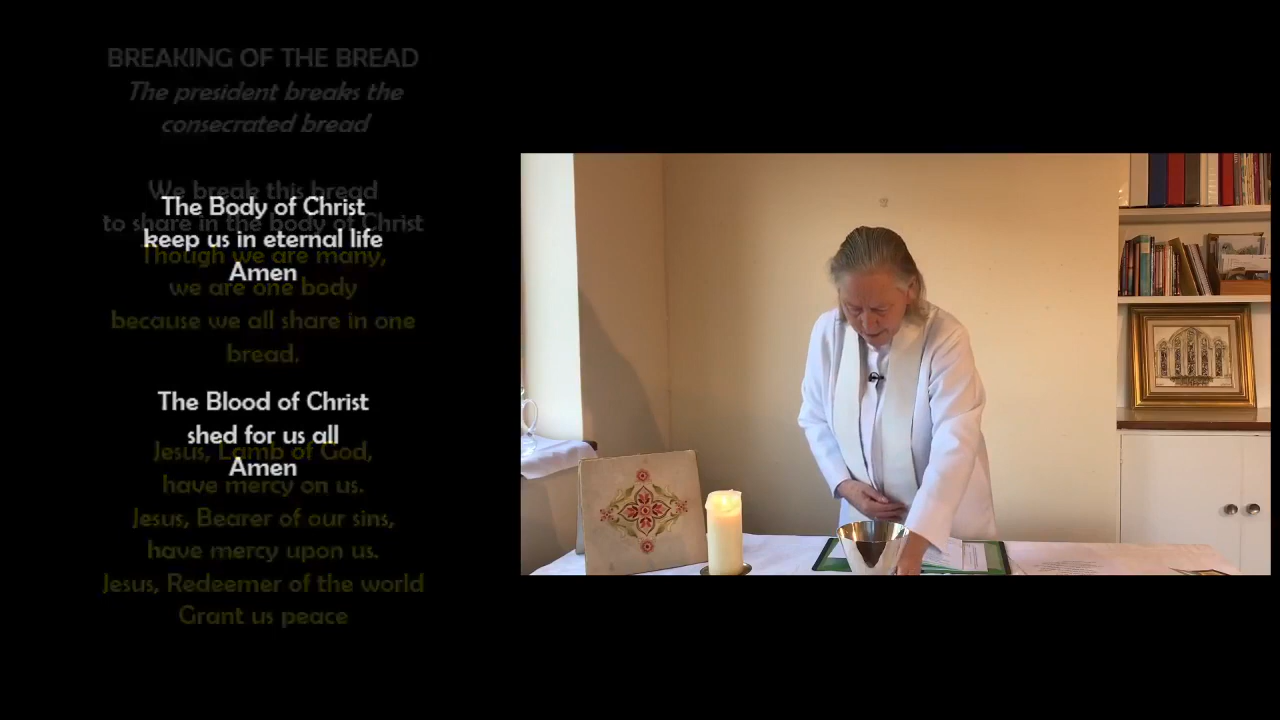 BREAKING OF THE BREAD
The president breaks the
consecrated bread
We break this bread
to share in the body of Christ
Though we are many,
we are one body
because we all share in one
bread.
Jesus, Lamb of God,
have mercy on us.
Jesus, Bearer of our sins,
have mercy upon us.
Jesus, Redeemer of the world
Grant us peace
The Body of Christ
keep us in eternal life
Amen
The Blood of Christ
shed for us all
Amen